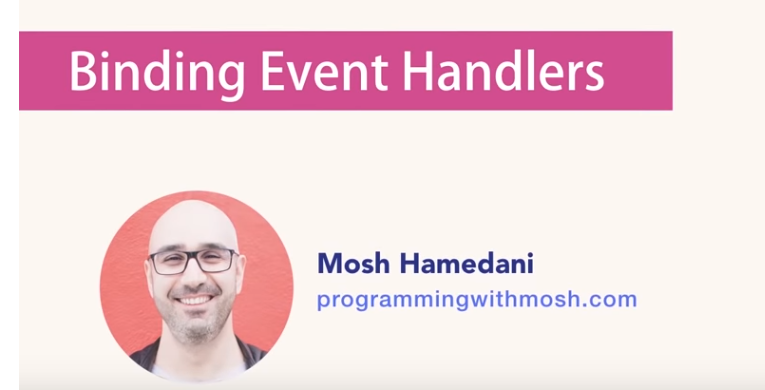 Binding Event Handlers
Mosh Hamedani
programmingwithmosh.com